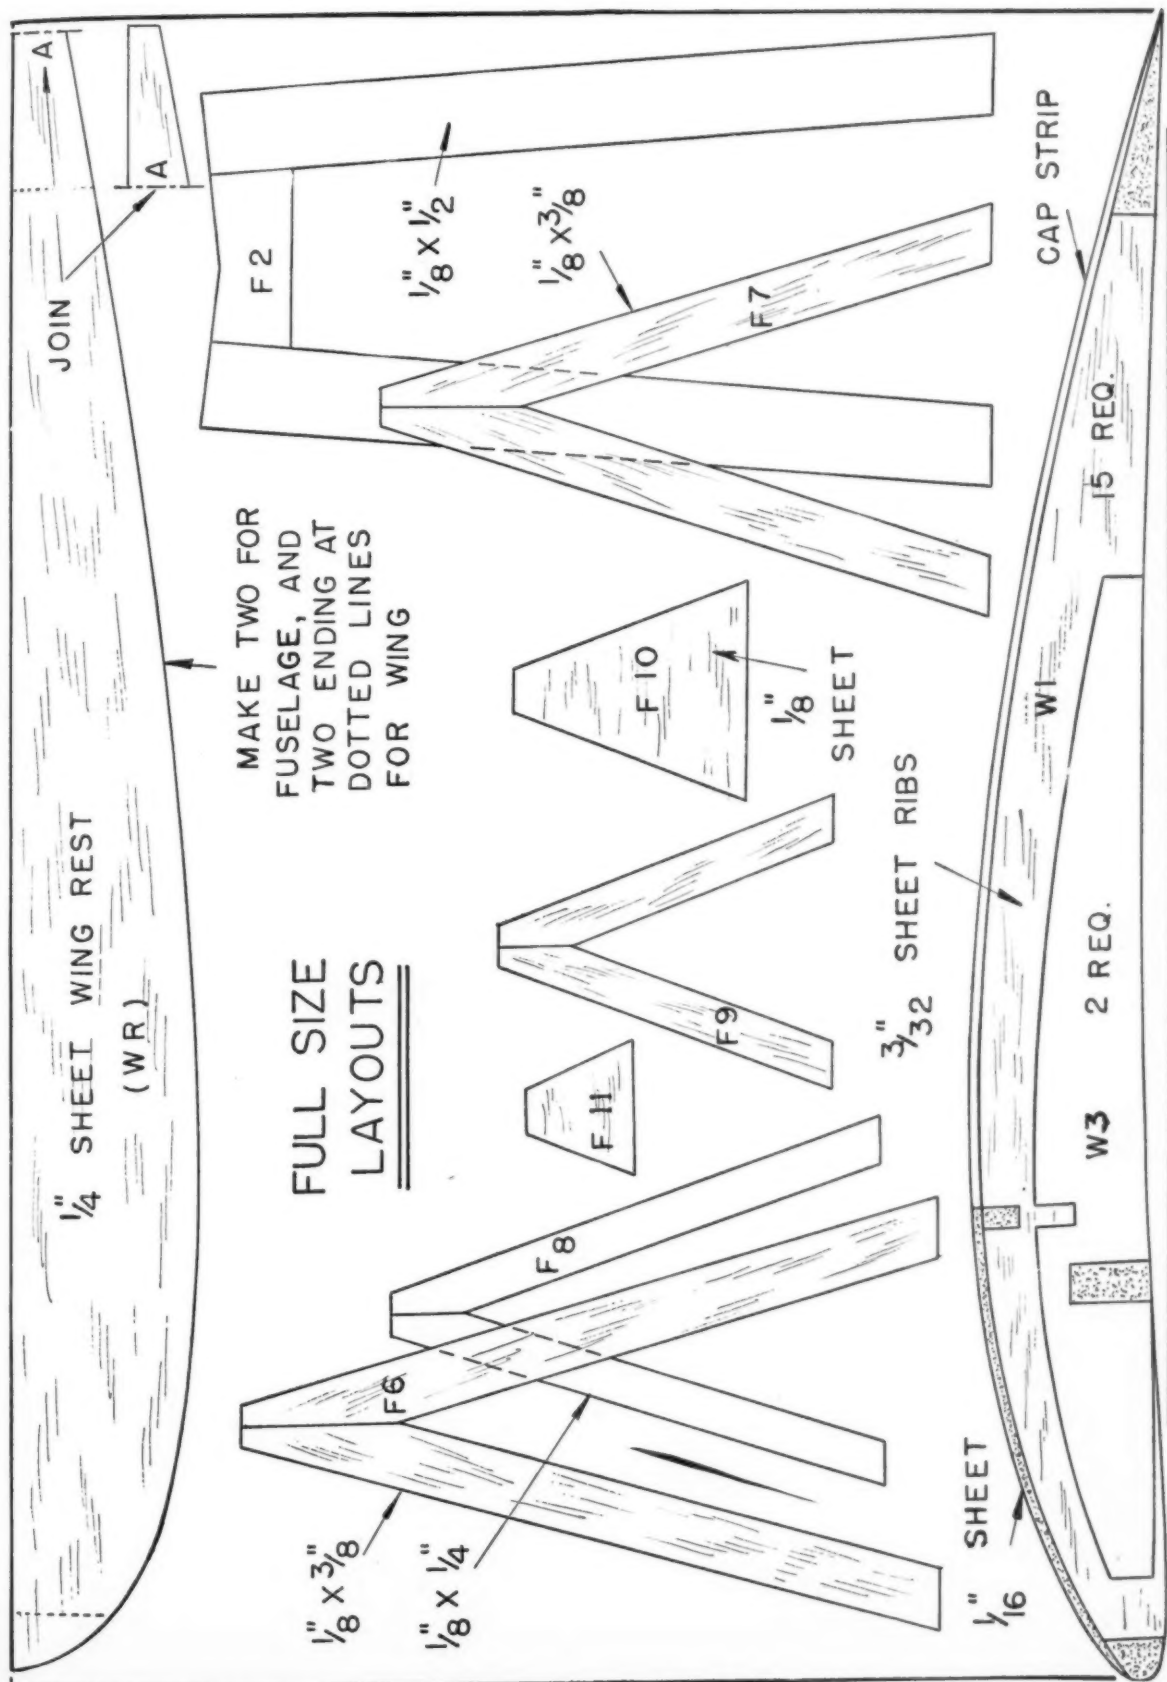 1/4" SHEET WING REST
(WR)
JOIN
A
A
MAKE TWO FOR
FUSELAGE, AND
TWO ENDING AT
DOTTED LINES
FOR WING
FULL SIZE
LAYOUTS
F2
1/8" X 1/2"
1/8" X 3/8"
F7
F10
1/8"
SHEET
F9
F11
F8
F6
1/8" X 3/8"
1/8" X 1/4"
1/16" SHEET
3/32" SHEET RIBS
CAP STRIP
W1
15 REQ.
W3
2 REQ.